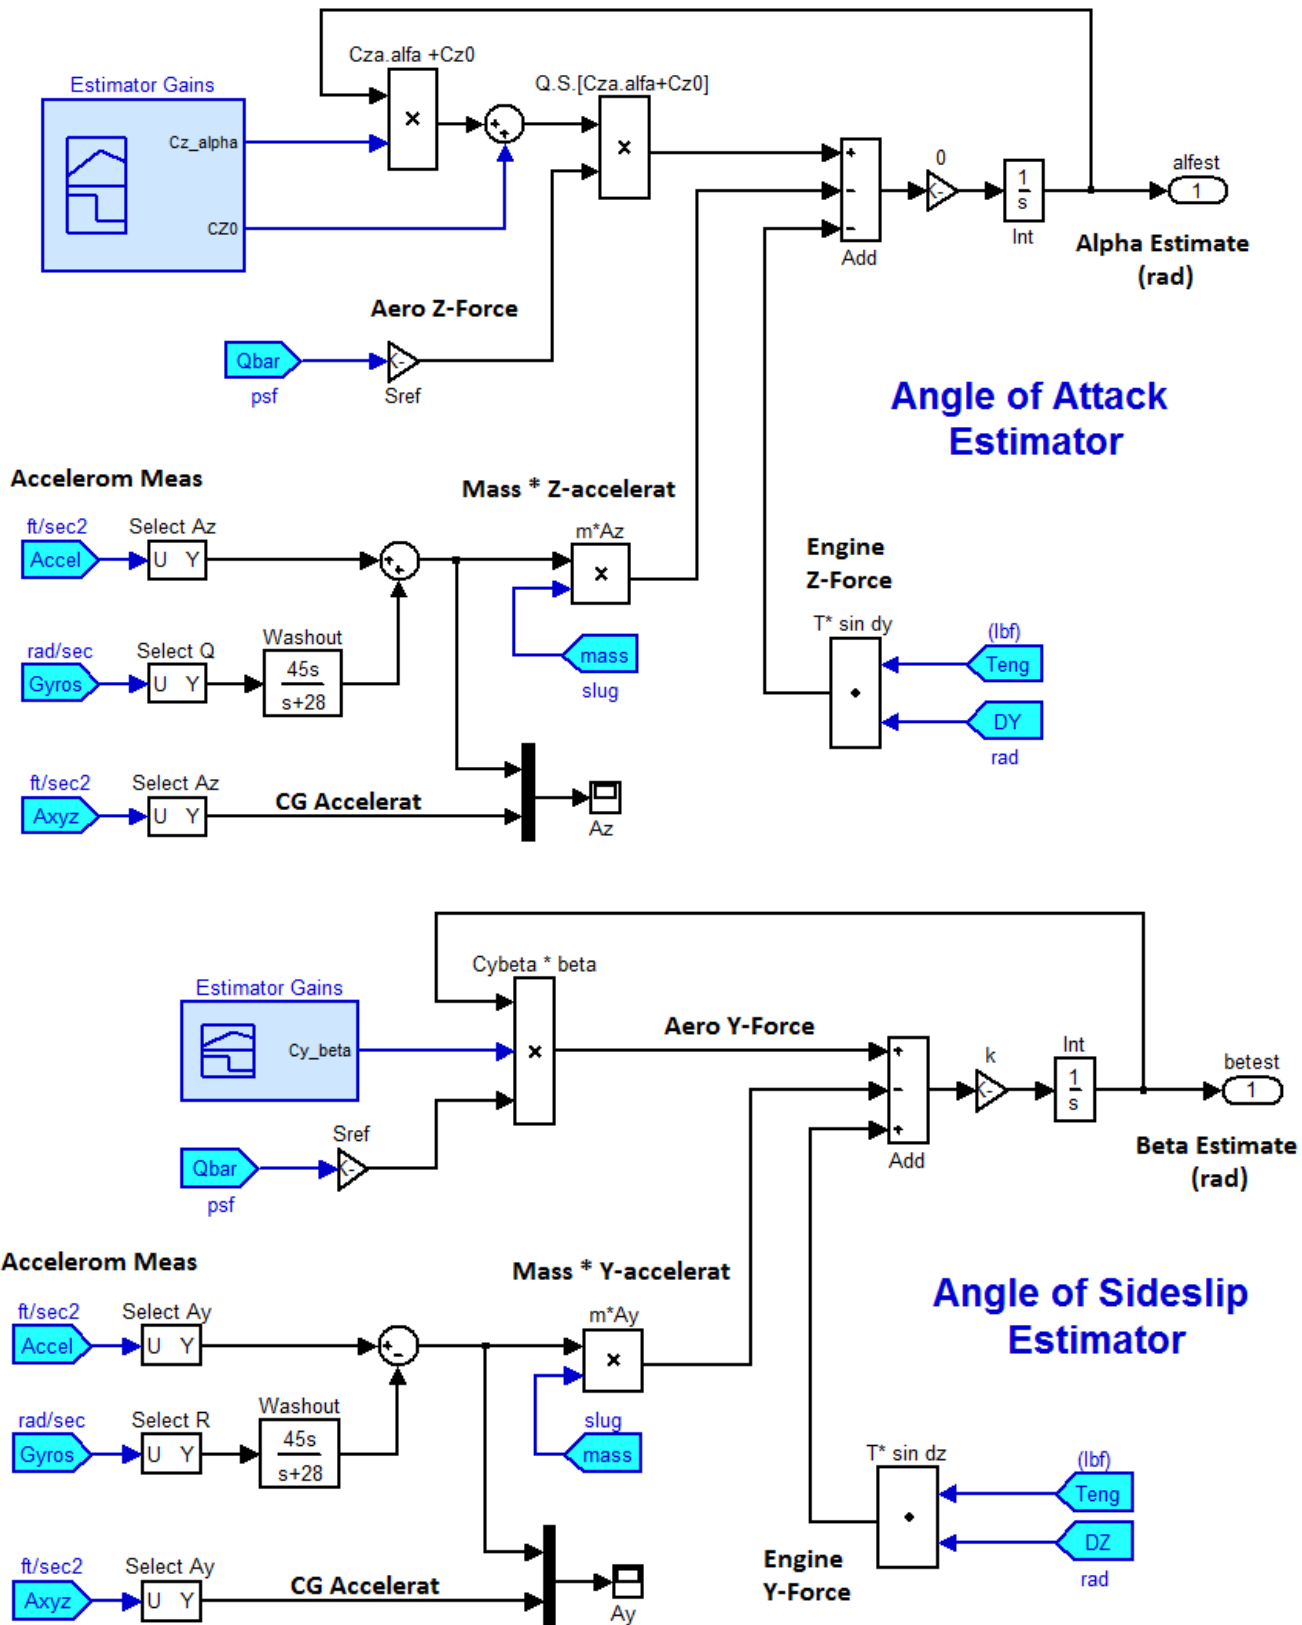 Cza.alfa +Cz0
Estimator Gains
Q.S.[Cza.alfa+Cz0]
Cz_alpha
CZ0
×
+
+
×
+
-
-
Add
0
K-
1
s
Int
alfest
1
Alpha Estimate
(rad)
Aero Z-Force
Qbar
psf
K-
Sref
Angle of Attack
Estimator
Accelerom Meas
Mass * Z-accelerat
ft/sec2
Select Az
Accel
U Y
+
+
m*Az
×
Engine
Z-Force
rad/sec
Select Q
Washout
Gyros
U Y
45s
s+28
mass
slug
T* sin dy
(lbf)
Teng
DY
rad
ft/sec2
Select Az
Axyz
U Y
CG Accelerat
Az
Cybeta * beta
Estimator Gains
Cy_beta
×
Aero Y-Force
+
-
+
Add
k
K-
Int
1
s
betest
1
Beta Estimate
(rad)
Sref
Qbar
psf
K-
Accelerom Meas
Mass * Y-accelerat
Angle of Sideslip
Estimator
ft/sec2
Select Ay
Accel
U Y
+
-
m*Ay
×
rad/sec
Select R
Washout
Gyros
U Y
45s
s+28
slug
mass
T* sin dz
(lbf)
Teng
DZ
rad
Engine
Y-Force
ft/sec2
Select Ay
Axyz
U Y
CG Accelerat
Ay